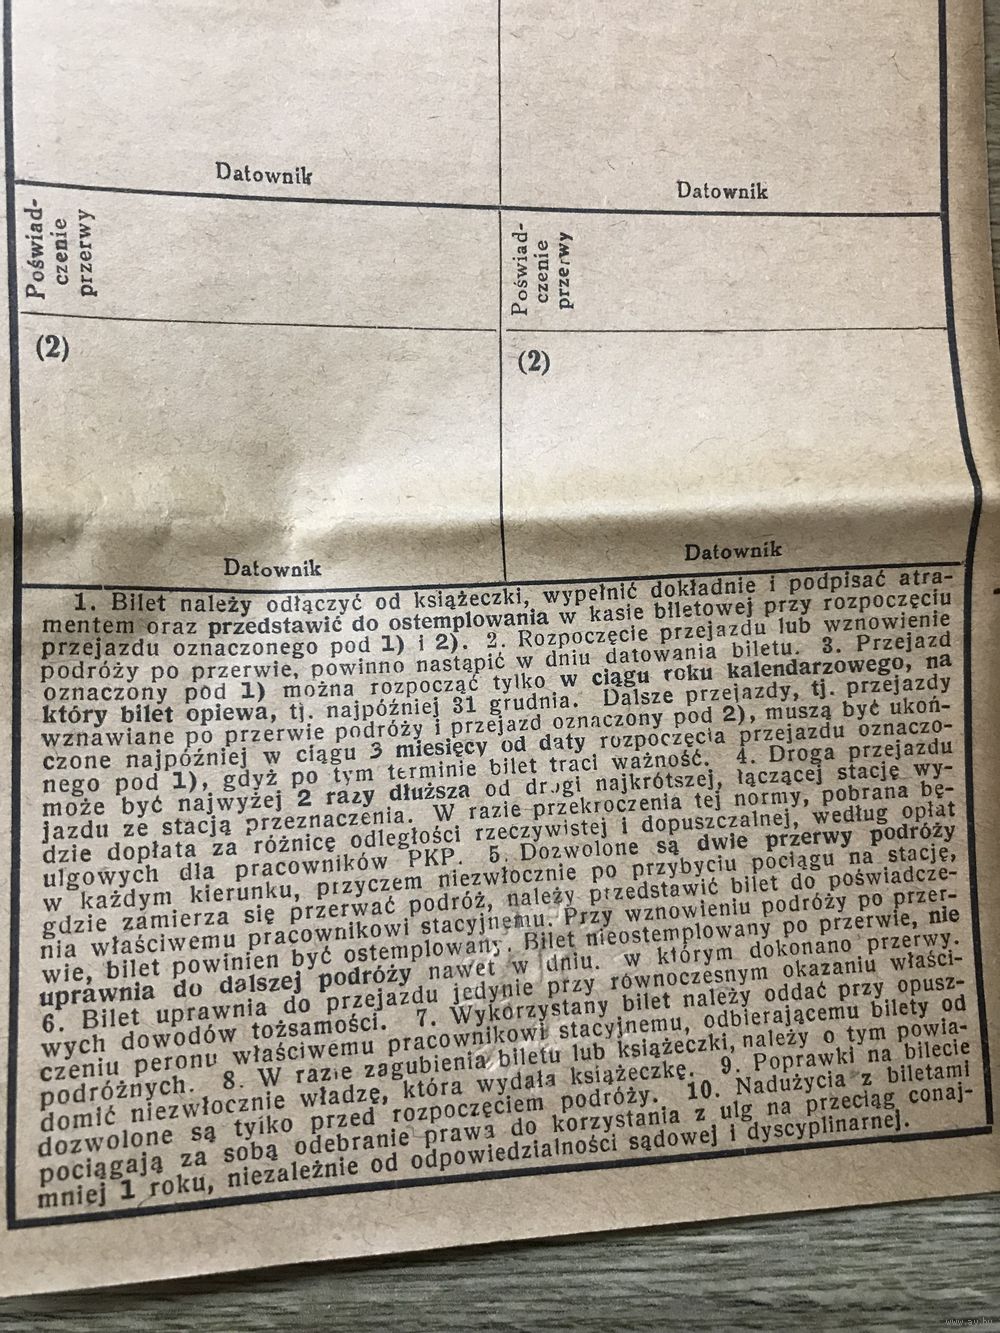 Datownik
Datownik
Poświad-
czenie
przerwy
Poświad-
czenie
przerwy
(2)
(2)
Datownik
Datownik
1. Bilet należy odłączyć od książeczki, wypełnić dokładnie i podpisać atra-
mentem oraz przedstawić do ostemplowania w kasie biletowej przy rozpoczęciu
przejazdu oznaczonego pod 1) i 2). 2. Rozpoczęcie przejazdu lub wznowienie
podróży po przerwie, powinno nastąpić w dniu datowania biletu. 3. Przejazd
oznaczony pod 1) można rozpocząć tylko w ciągu roku kalendarzowego, na
który bilet opiewa, tj. najpóźniej 31 grudnia. Dalsze przejazdy, tj. przejazdy
wznawiane po przerwie podróży i przejazd oznaczony pod 2), muszą być ukoń-
czone najpóźniej w ciągu 3 miesięcy od daty rozpoczęcia przejazdu oznaczo-
nego pod 1), gdyż po tym terminie bilet traci ważność. 4. Droga przejazdu
może być najwyżej 2 razy dłuższa od drogi najkrótszej, łączącej stację wy-
jazdu ze stacją przeznaczenia. W razie przekroczenia tej normy, pobrana bę-
dzie dopłata za różnicę odległości rzeczywistej i dopuszczalnej, według opłat
ulgowych dla pracowników PKP. 5. Dozwolone są dwie przerwy podróży
w każdym kierunku, przyczem niezwłocznie po przybyciu pociągu na stację,
gdzie zamierza się przerwać podróż, należy przedstawić bilet do poświadcze-
nia właściwemu pracownikowi stacyjnemu. Przy wznowieniu podróży po przer-
wie, bilet powinien być ostemplowany. Bilet nieostemplowany po przerwie, nie
uprawnia do dalszej podróży nawet w dniu. w którym dokonano przerwy.
6. Bilet uprawnia do przejazdu jedynie przy równoczesnym okazaniu właści-
wych dowodów tożsamości. 7. Wykorzystany bilet należy oddać przy opusz-
czeniu peronu właściwemu pracownikowi stacyjnemu, odbierającemu bilety od
podróżnych. 8. W razie zagubienia biletu lub książeczki, należy o tym powia-
domić niezwłocznie władzę, która wydała książeczkę. 9. Poprawki na bilecie
dozwolone są tylko przed rozpoczęciem podróży. 10. Nadużycia z biletami
pociągają za sobą odebranie prawa do korzystania z ulg na przeciąg conaj-
mniej 1 roku, niezależnie od odpowiedzialności sądowej i dyscyplinarnej.
www.ay.by